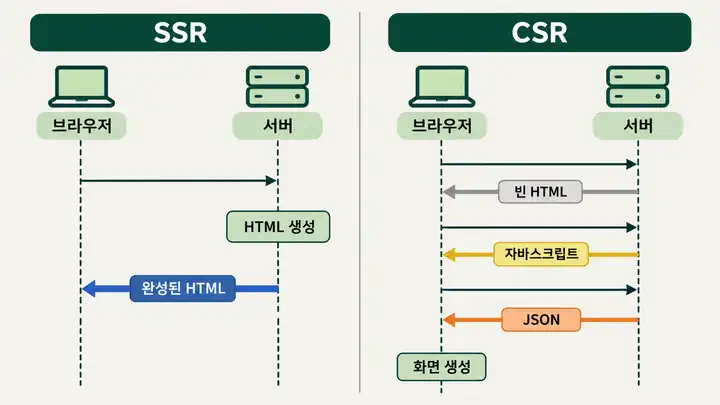 SSR
브라우저
서버
HTML 생성
완성된 HTML
CSR
브라우저
서버
빈 HTML
자바스크립트
JSON
화면 생성